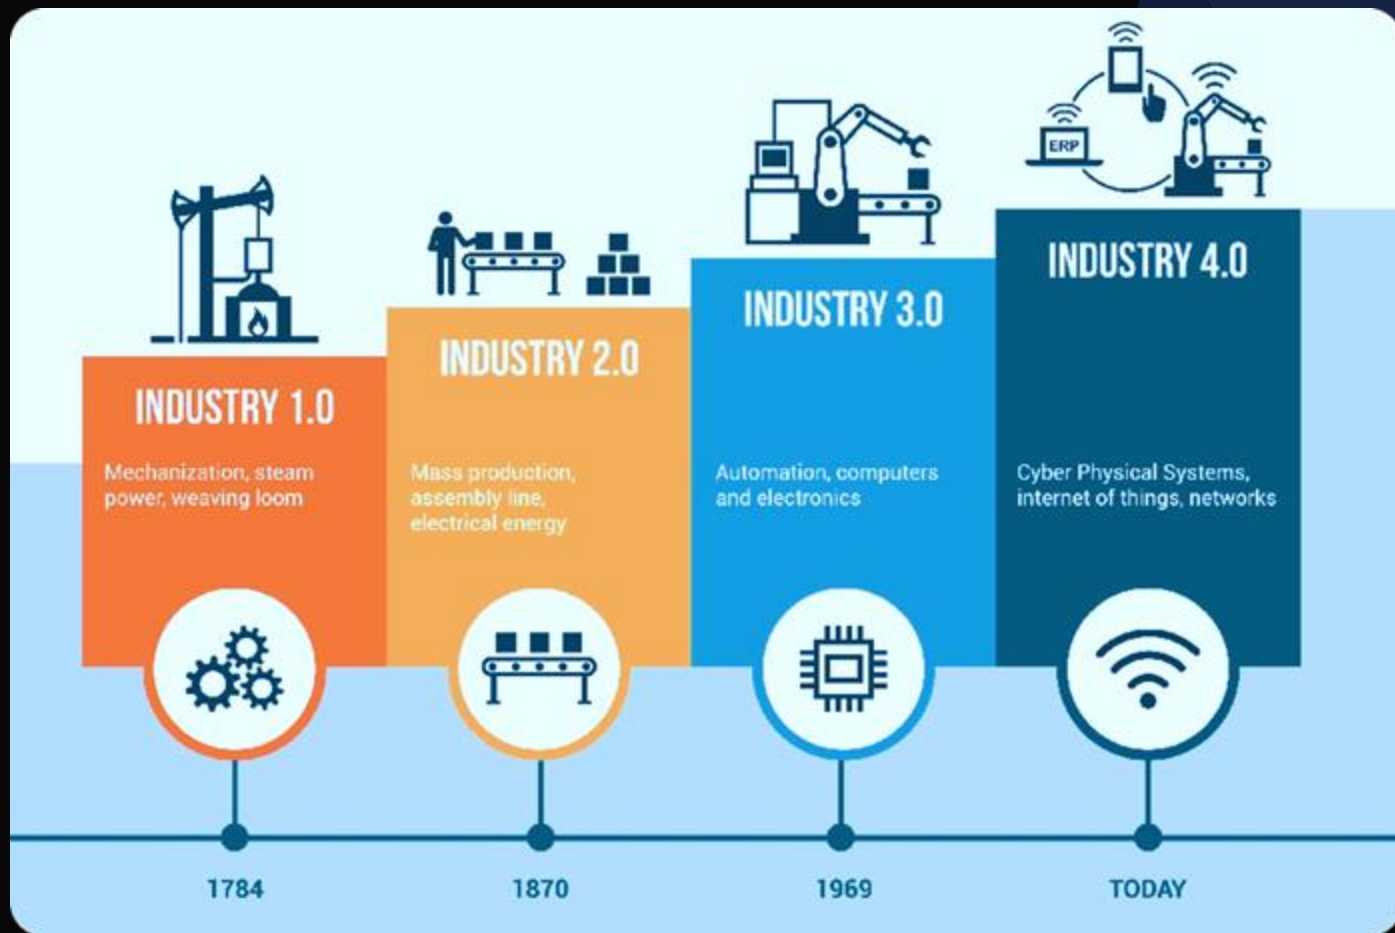 ERP
INDUSTRY 4.0
INDUSTRY 3.0
INDUSTRY 2.0
INDUSTRY 1.0
Mechanization, steam
power, weaving loom
Mass production,
assembly line,
electrical energy
Automation, computers
and electronics
Cyber Physical Systems,
internet of things, networks
1784
1870
1969
TODAY